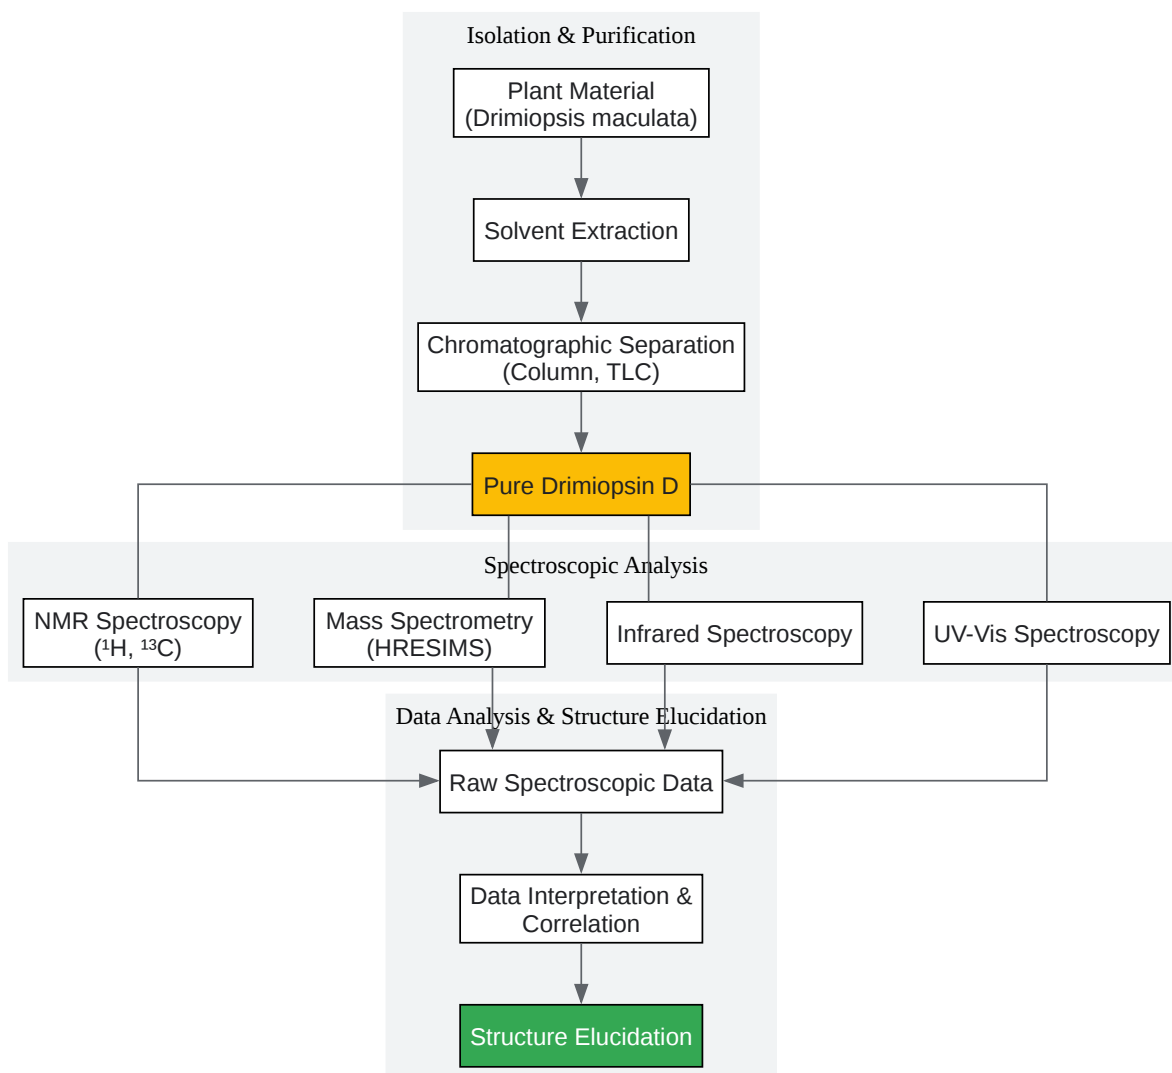 Isolation & Purification
Plant Material
(Drimiopsis maculata)
Solvent Extraction
Chromatographic Separation
(Column, TLC)
Pure Drimiopsin D
Spectroscopic Analysis
NMR Spectroscopy
(¹H, ¹³C)
Mass Spectrometry
(HRESIMS)
Infrared Spectroscopy
UV-Vis Spectroscopy
Data Analysis & Structure Elucidation
Raw Spectroscopic Data
Data Interpretation &
Correlation
Structure Elucidation